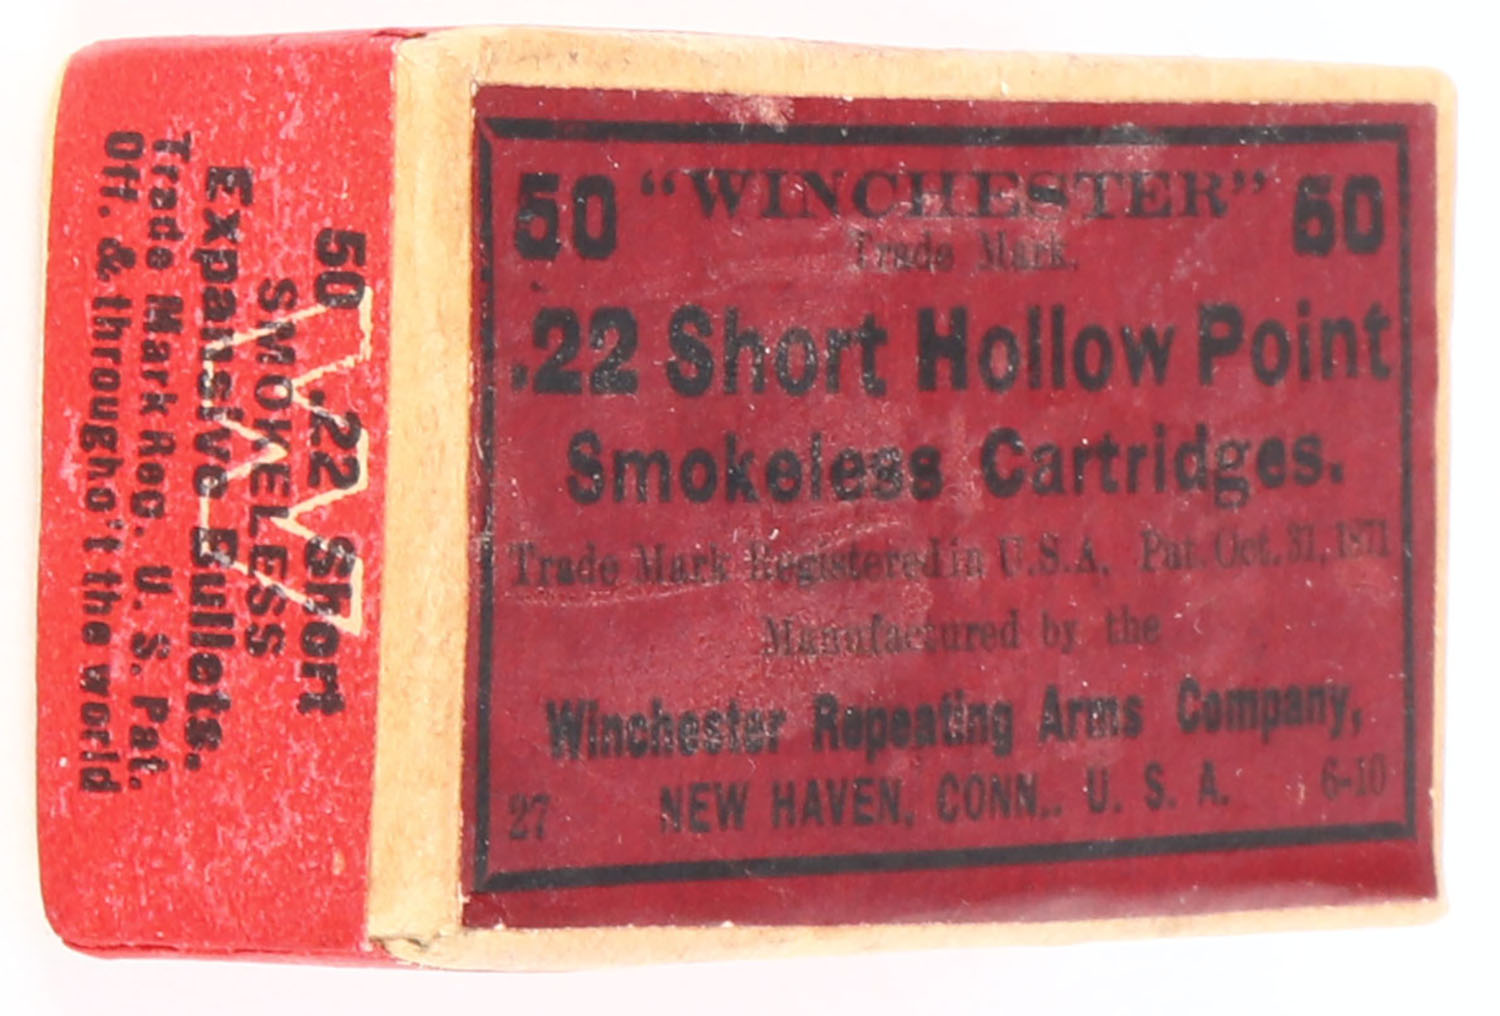 50 "WINCHESTER" 50
Trade Mark.
.22 Short Hollow Point
Smokeless Cartridges.
Trade Mark Registered in U.S.A. Pat. Oct. 31, 1871
Manufactured by the
Winchester Repeating Arms Company,
27 NEW HAVEN, CONN., U. S. A. 6-10
50 .22 Short
SMOKELESS
Expansive Bullets.
Trade Mark Reg. U. S. Pat.
Off. & througho't the world
W